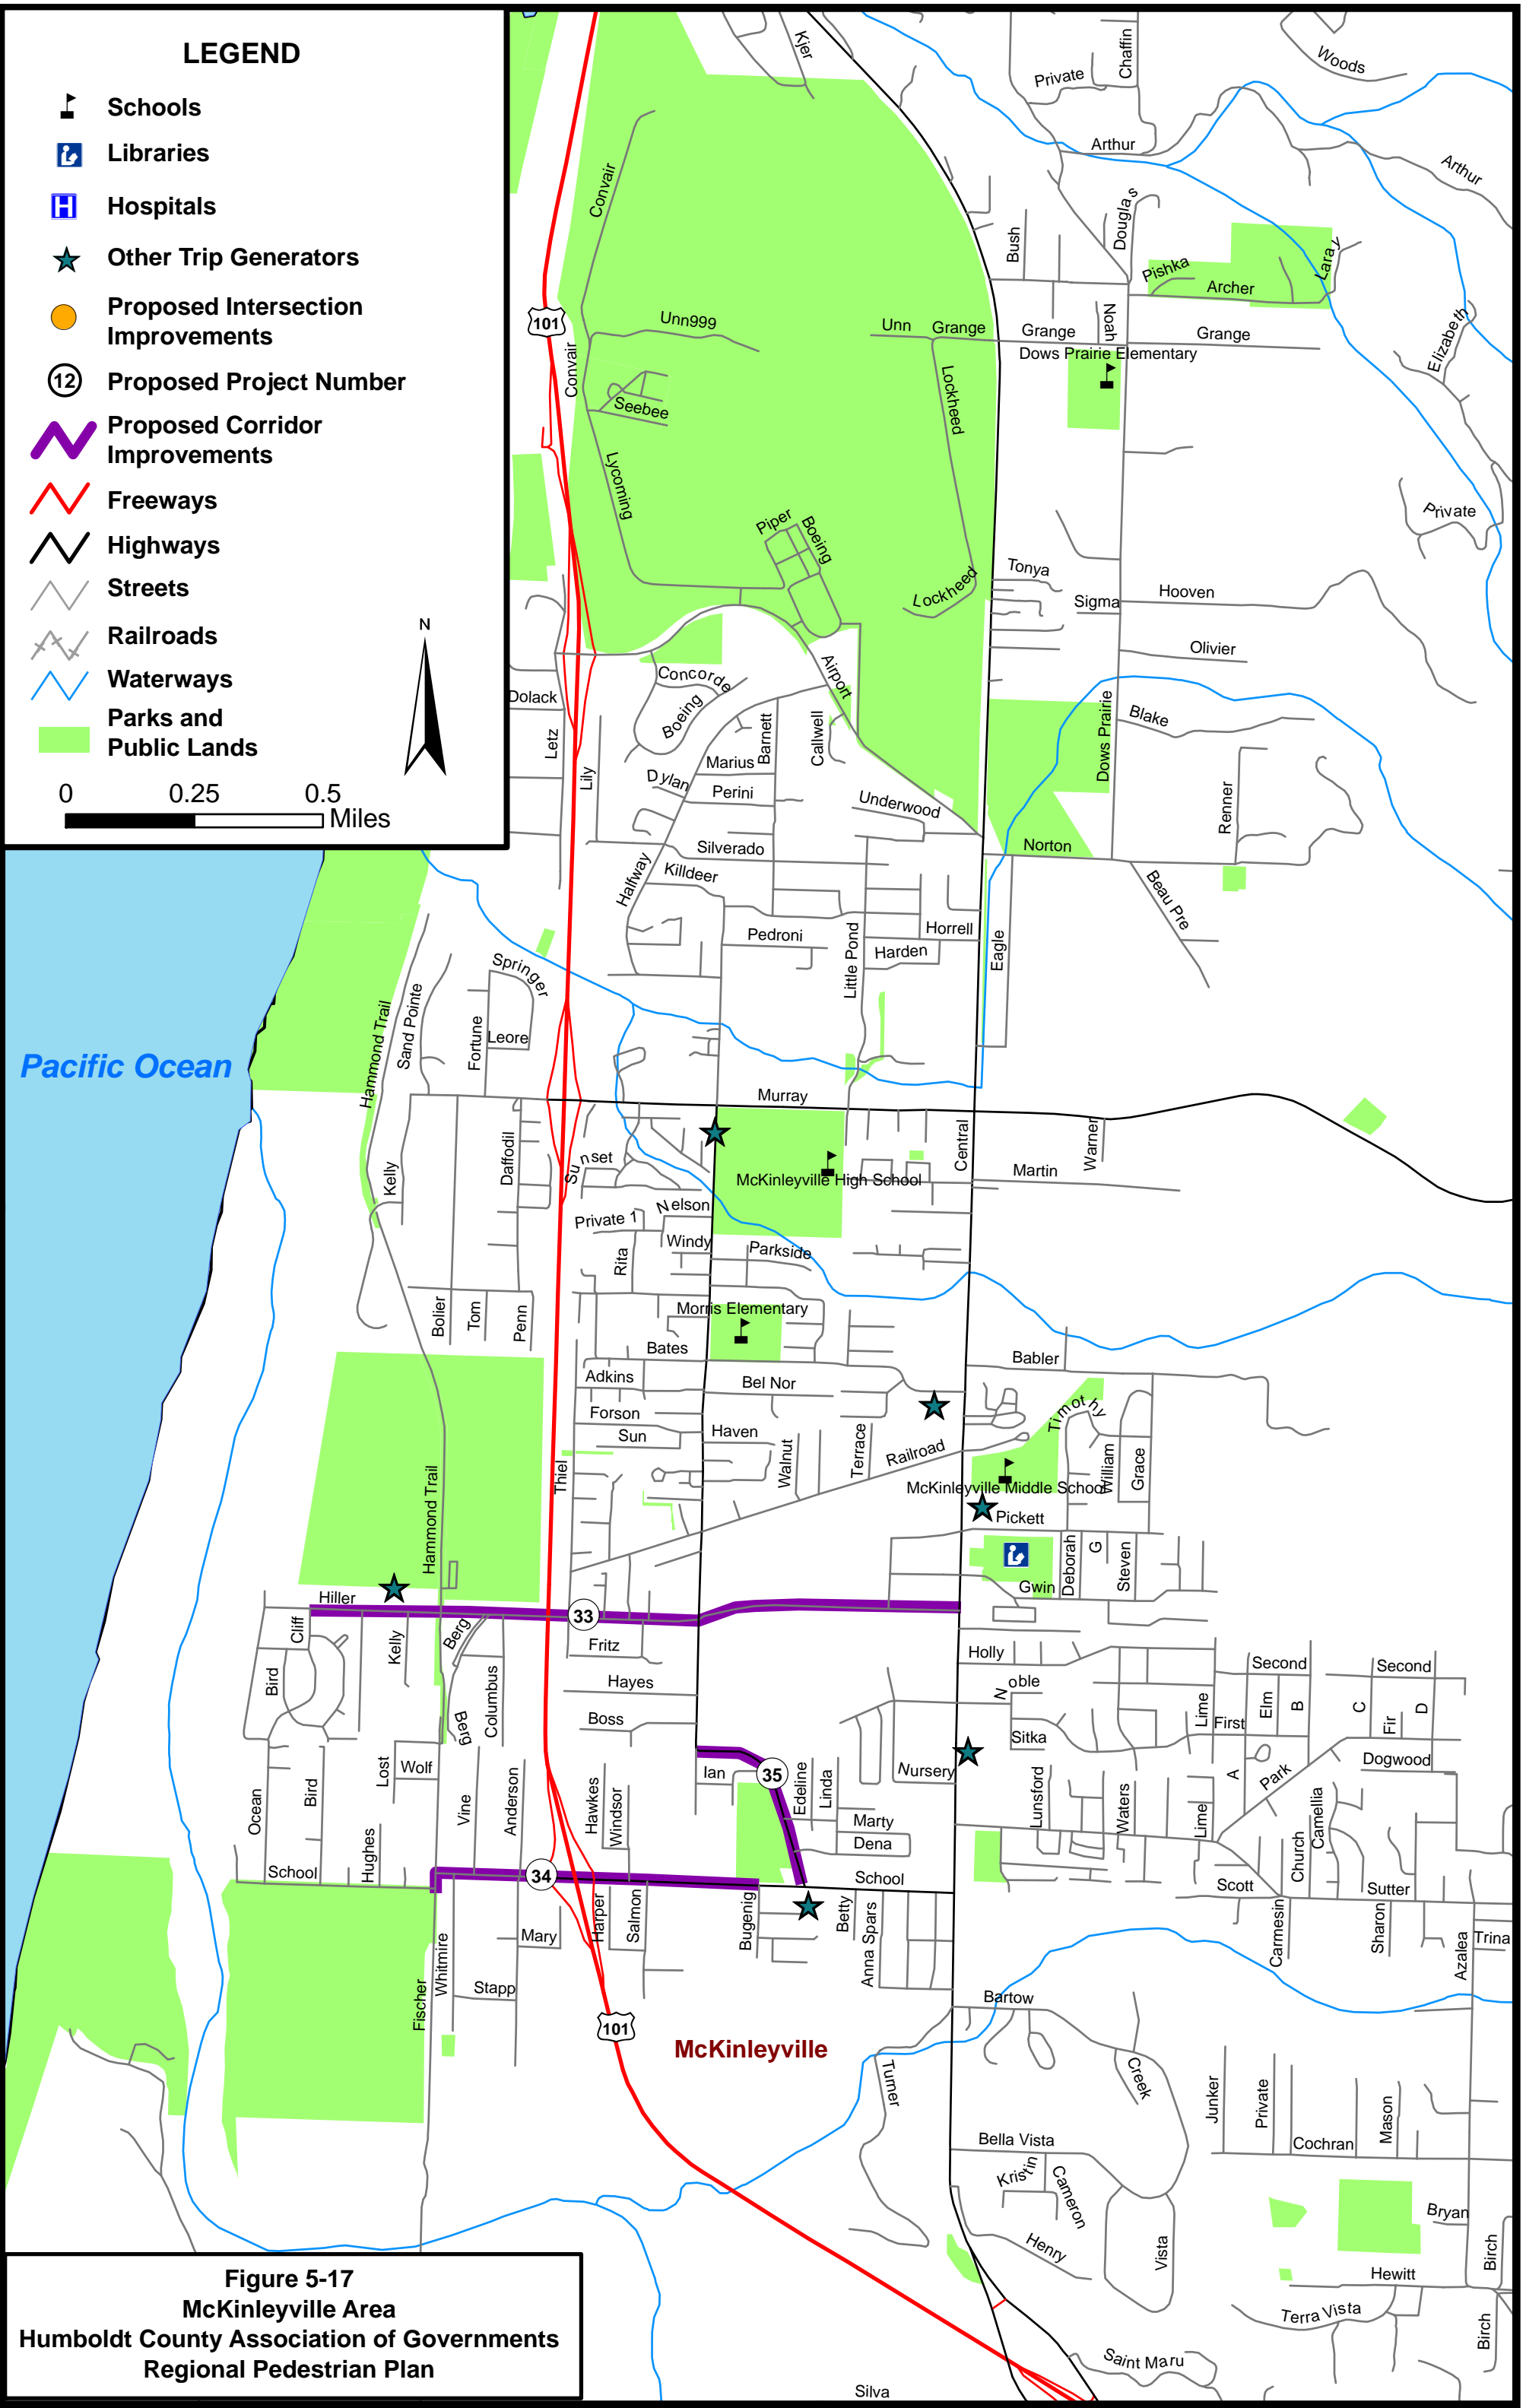 LEGEND
Schools
Libraries
H
Hospitals
Other Trip Generators
Proposed Intersection
Improvements
12
Proposed Project Number
Proposed Corridor
Improvements
Freeways
Highways
Streets
Railroads
Waterways
Parks and
Public Lands
N
0 0.25 0.5
Miles
Kjer
Private
Chaffin
Woods
Arthur
Arthur
Convair
Bush
Douglas
Pishka
Archer
Laray
101
Unn999
Convair
Unn
Grange
Grange
Noah
Grange
Elizabeth
Dows Prairie Elementary
Seebee
Lockheed
Lycoming
Piper
Boeing
Private
Tonya
Lockheed
Sigma
Hooven
Olivier
Airport
Concorde
Dolack
Boeing
Letz
Lily
Barnett
Callwell
Dows Prairie
Blake
Marius
Dylan
Perini
Underwood
Renner
Silverado
Norton
Halfway
Killdeer
Beau Pre
Pedroni
Little Pond
Horrell
Harden
Eagle
Springer
Hammond Trail
Sand Pointe
Fortune
Leore
Pacific Ocean
Murray
Central
Warner
Daffodil
Sunset
Kelly
McKinleyville High School
Martin
Nelson
Private 1
Windy
Parkside
Rita
Bolier
Tom
Penn
Morris Elementary
Bates
Babler
Adkins
Bel Nor
Forson
Timothy
Sun
Haven
Walnut
Terrace
Railroad
William
Grace
Thiel
Hammond Trail
McKinleyville Middle School
Pickett
Deborah
G
Steven
Gwin
Hiller
33
Cliff
Kelly
Berg
Fritz
Holly
Second
Second
Bird
Columbus
Hayes
Noble
Lime
Elm
B
C
Fir
D
Berg
Boss
Sitka
First
Lost
Wolf
Ian
35
Nursery
A
Park
Dogwood
Ocean
Bird
Vine
Anderson
Hawkes
Windsor
Edeline
Linda
Lunsford
Waters
Lime
Church
Camellia
Marty
Dena
Hughes
School
34
School
Scott
Sutter
Harper
Salmon
Bugenig
Betty
Anna Spars
Mary
Whitmire
Carmesin
Sharon
Azalea
Trina
Fischer
Stapp
Bartow
101
McKinleyville
Turner
Creek
Junker
Private
Mason
Cochran
Bella Vista
Kristin
Cameron
Henry
Vista
Bryan
Birch
Hewitt
Terra Vista
Birch
Saint Maru
Silva
Figure 5-17
McKinleyville Area
Humboldt County Association of Governments
Regional Pedestrian Plan